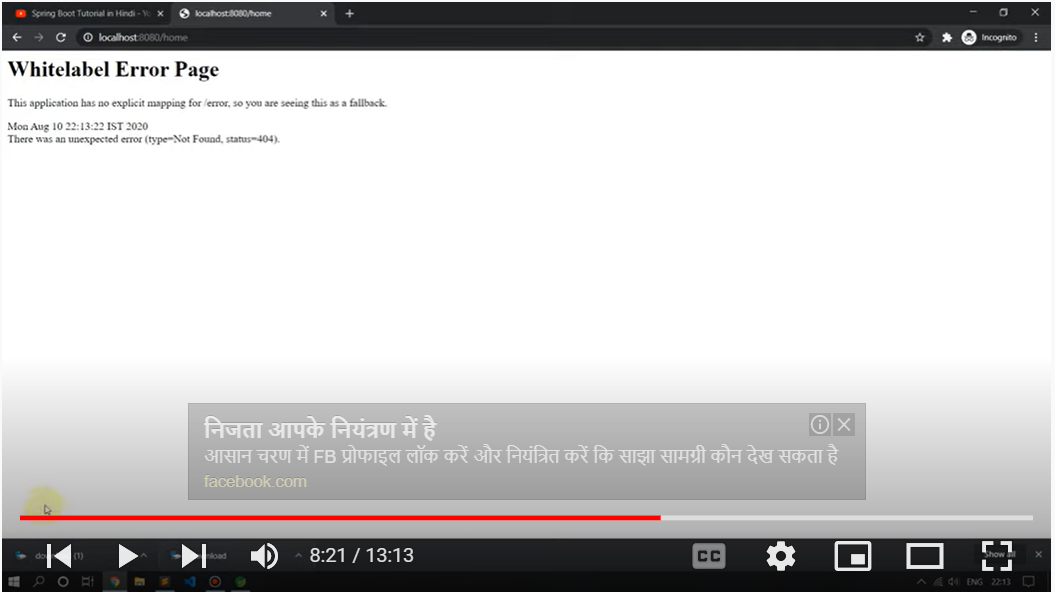 Spring Boot Tutorial in Hindi - Yo
localhost:8080/home
localhost:8080/home
Incognito
Whitelabel Error Page
This application has no explicit mapping for /error, so you are seeing this as a fallback.
Mon Aug 10 22:13:22 IST 2020
There was an unexpected error (type=Not Found, status=404).
निजता आपके नियंत्रण में है
आसान चरण में FB प्रोफाइल लॉक करें और नियंत्रित करें कि साझा सामग्री कौन देख सकता है
facebook.com
8:21 / 13:13
CC
Show all
ENG 22:13